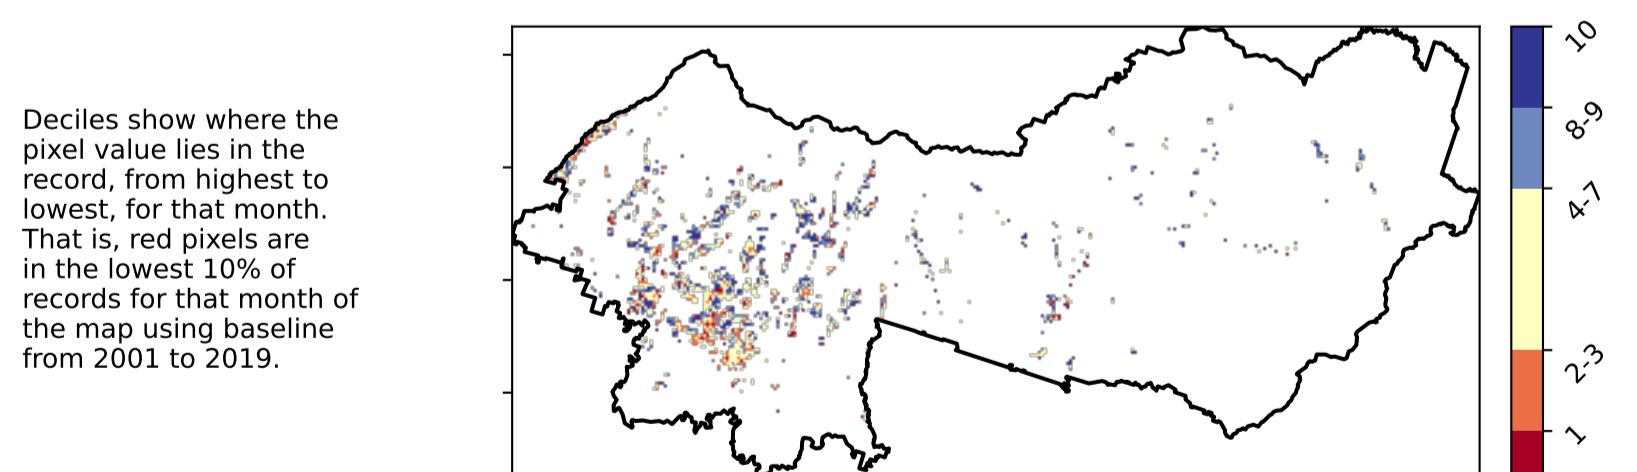 Deciles show where the
pixel value lies in the
record, from highest to
lowest, for that month.
That is, red pixels are
in the lowest 10% of
records for that month of
the map using baseline
from 2001 to 2019.
10
8-9
4-7
2-3
1